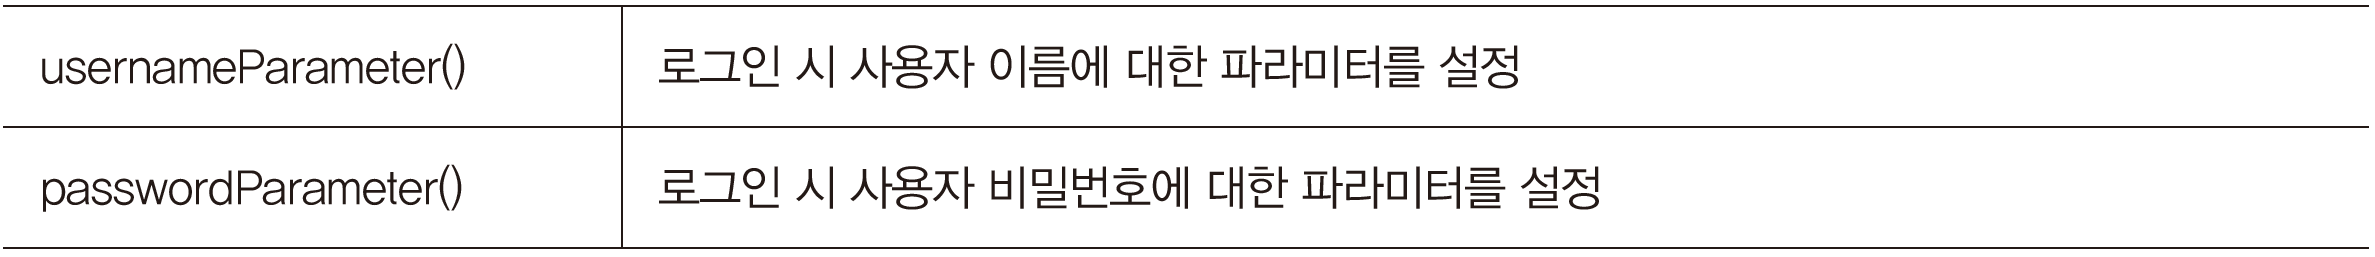 usernameParameter() 로그인 시 사용자 이름에 대한 파라미터를 설정
passwordParameter() 로그인 시 사용자 비밀번호에 대한 파라미터를 설정